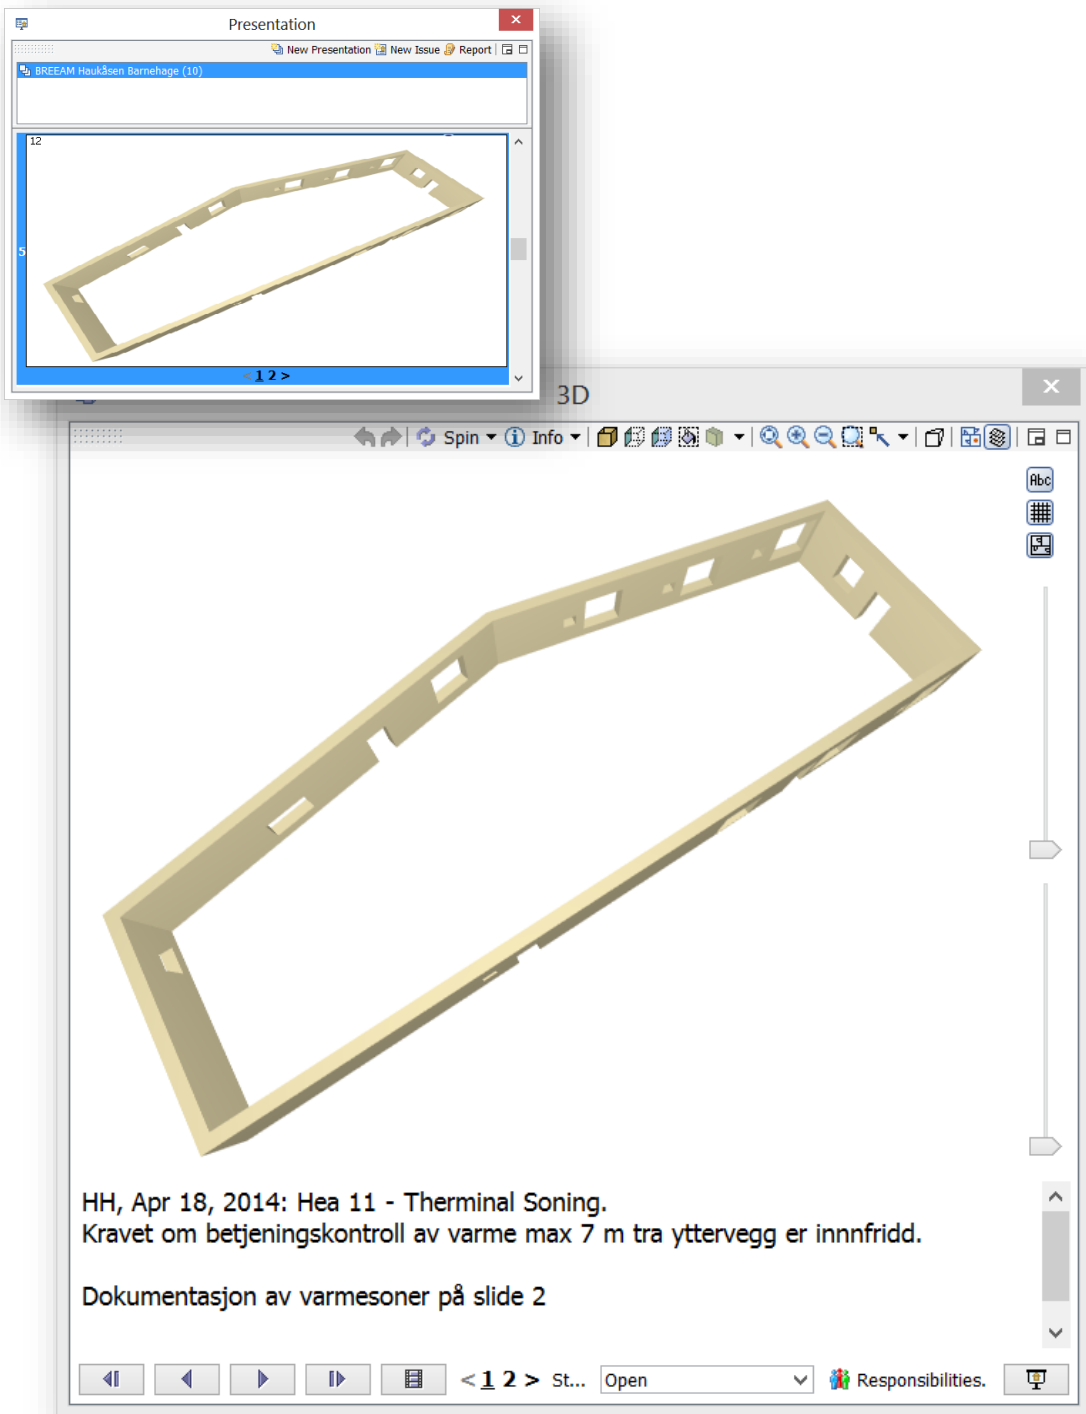 Presentation
New Presentation New Issue Report
BREEAM Haukåsen Barnehage (10)
12
5
< 1 2 >
3D
Spin Info
Abc
HH, Apr 18, 2014: Hea 11 - Therminal Soning.
Kravet om betjeningskontroll av varme max 7 m tra yttervegg er innnfridd.
Dokumentasjon av varmesoner på slide 2
< 1 2 > St... Open Responsibilities.